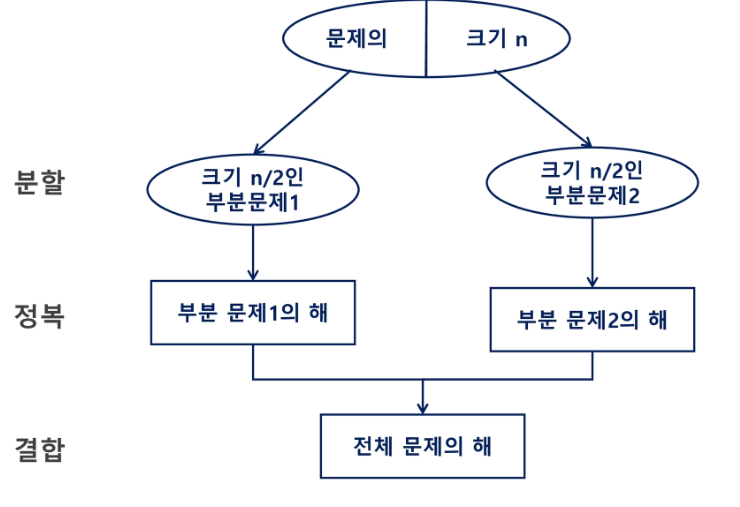 문제의 크기 n
분할
크기 n/2인
부분문제1
크기 n/2인
부분문제2
정복
부분 문제1의 해
부분 문제2의 해
결합
전체 문제의 해